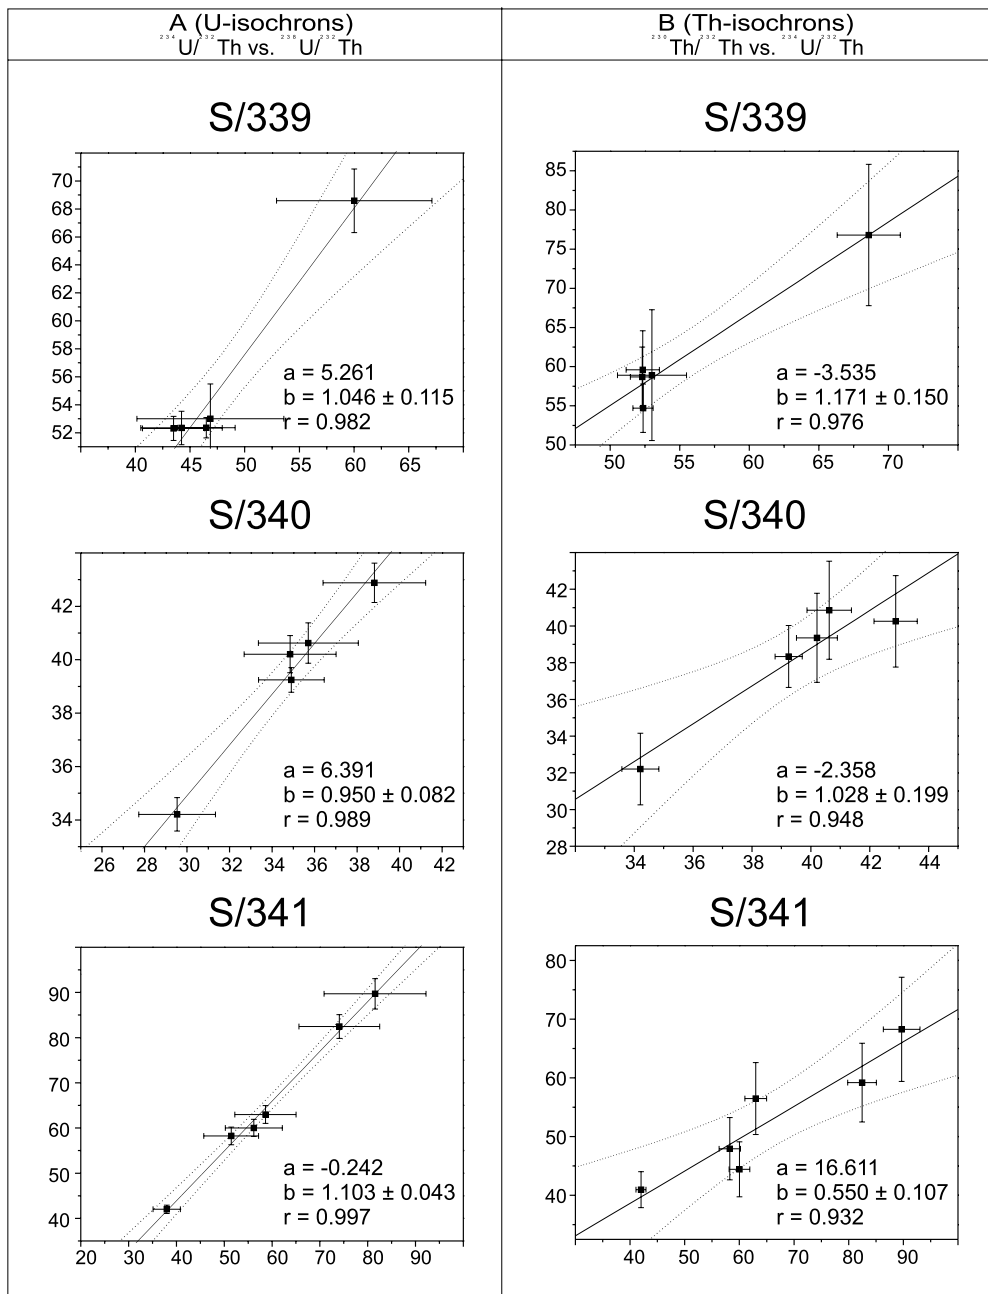 A (U-isochrons)
²³⁴U/²³²Th vs. ²³⁸U/²³²Th
B (Th-isochrons)
²³⁰Th/²³²Th vs. ²³⁴U/²³²Th
S/339
70
68
66
64
62
60
58
56
54
52
40 45 50 55 60 65
a = 5.261
b = 1.046 ± 0.115
r = 0.982
S/339
85
80
75
70
65
60
55
50
50 55 60 65 70
a = -3.535
b = 1.171 ± 0.150
r = 0.976
S/340
42
40
38
36
34
26 28 30 32 34 36 38 40 42
a = 6.391
b = 0.950 ± 0.082
r = 0.989
S/340
42
40
38
36
34
32
30
28
34 36 38 40 42 44
a = -2.358
b = 1.028 ± 0.199
r = 0.948
S/341
90
80
70
60
50
40
20 30 40 50 60 70 80 90
a = -0.242
b = 1.103 ± 0.043
r = 0.997
S/341
80
70
60
50
40
40 50 60 70 80 90
a = 16.611
b = 0.550 ± 0.107
r = 0.932